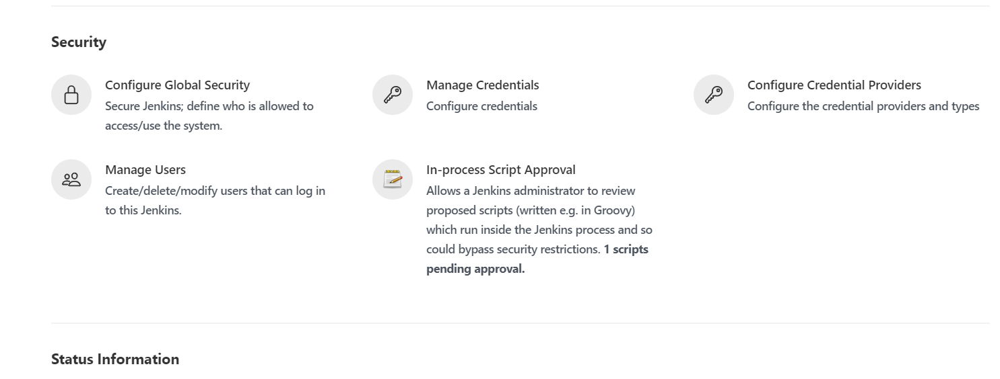 Security
Configure Global Security
Secure Jenkins; define who is allowed to
access/use the system.
Manage Credentials
Configure credentials
Configure Credential Providers
Configure the credential providers and types
Manage Users
Create/delete/modify users that can log in
to this Jenkins.
In-process Script Approval
Allows a Jenkins administrator to review
proposed scripts (written e.g. in Groovy)
which run inside the Jenkins process and so
could bypass security restrictions. 1 scripts
pending approval.
Status Information